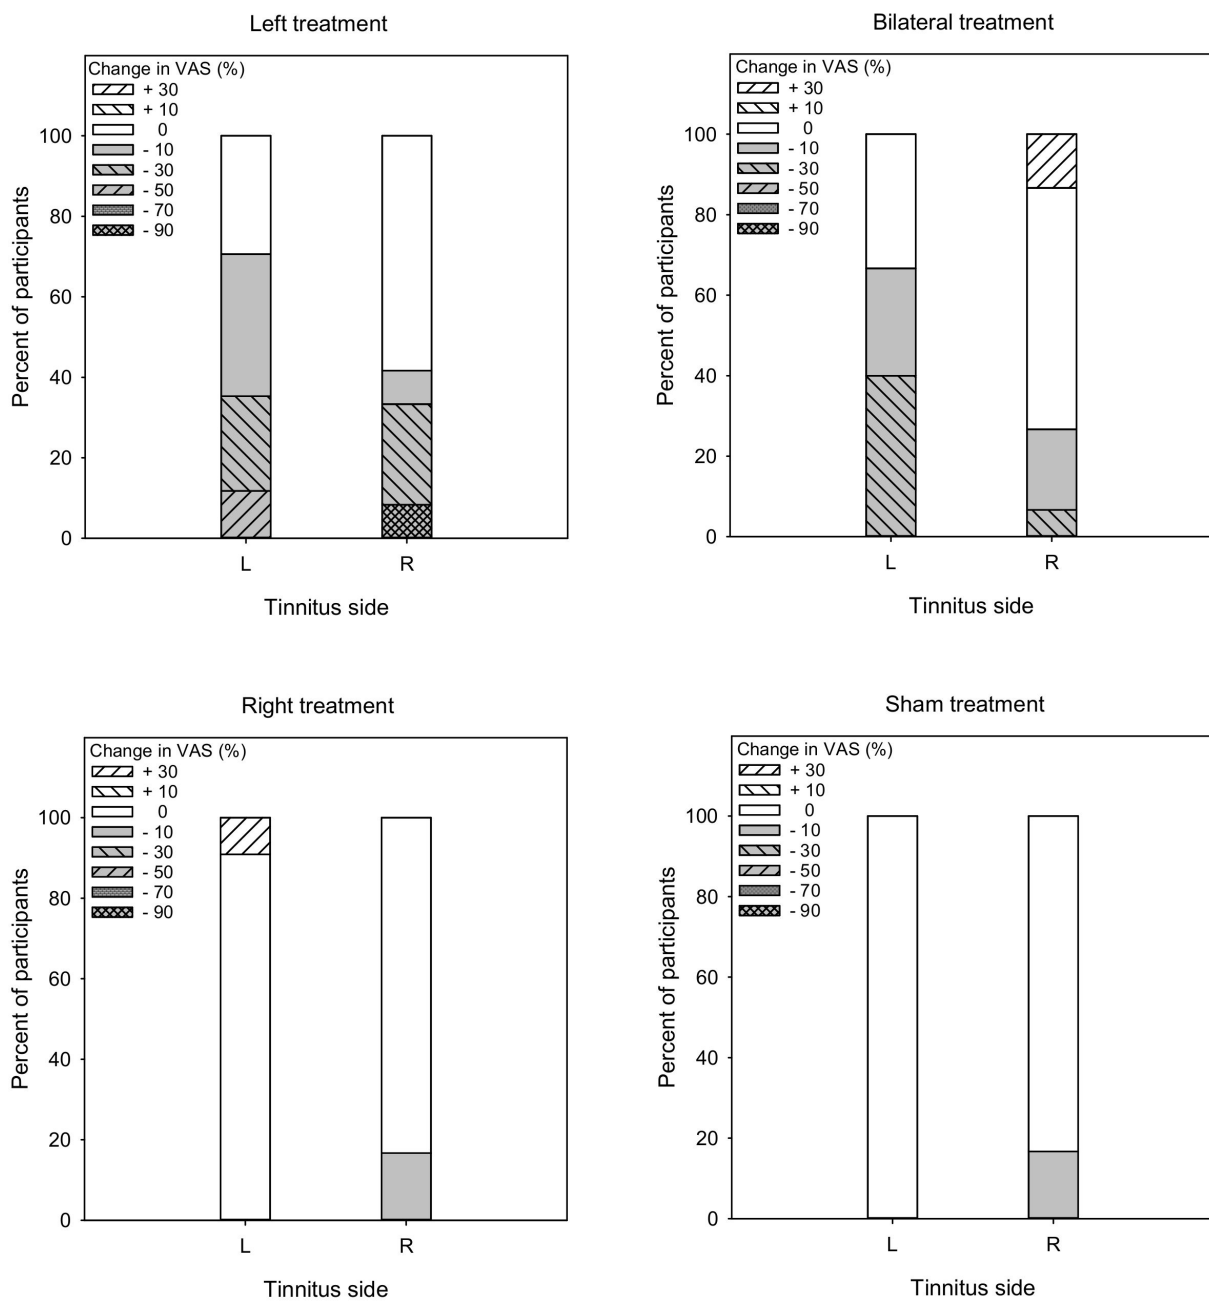 Left treatment
Change in VAS (%)
+ 30
+ 10
0
- 10
- 30
- 50
- 70
- 90
100
80
60
40
20
0
Percent of participants
L R
Tinnitus side
Bilateral treatment
Change in VAS (%)
+ 30
+ 10
0
- 10
- 30
- 50
- 70
- 90
100
80
60
40
20
0
Percent of participants
L R
Tinnitus side
Right treatment
Change in VAS (%)
+ 30
+ 10
0
- 10
- 30
- 50
- 70
- 90
100
80
60
40
20
0
Percent of participants
L R
Tinnitus side
Sham treatment
Change in VAS (%)
+ 30
+ 10
0
- 10
- 30
- 50
- 70
- 90
100
80
60
40
20
0
Percent of participants
L R
Tinnitus side